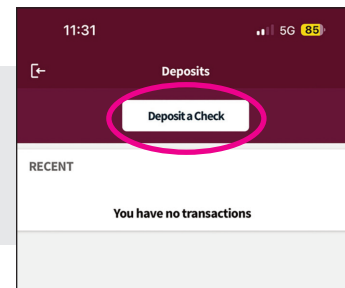 11:31
5G 85
Deposits
Deposit a Check
RECENT
You have no transactions